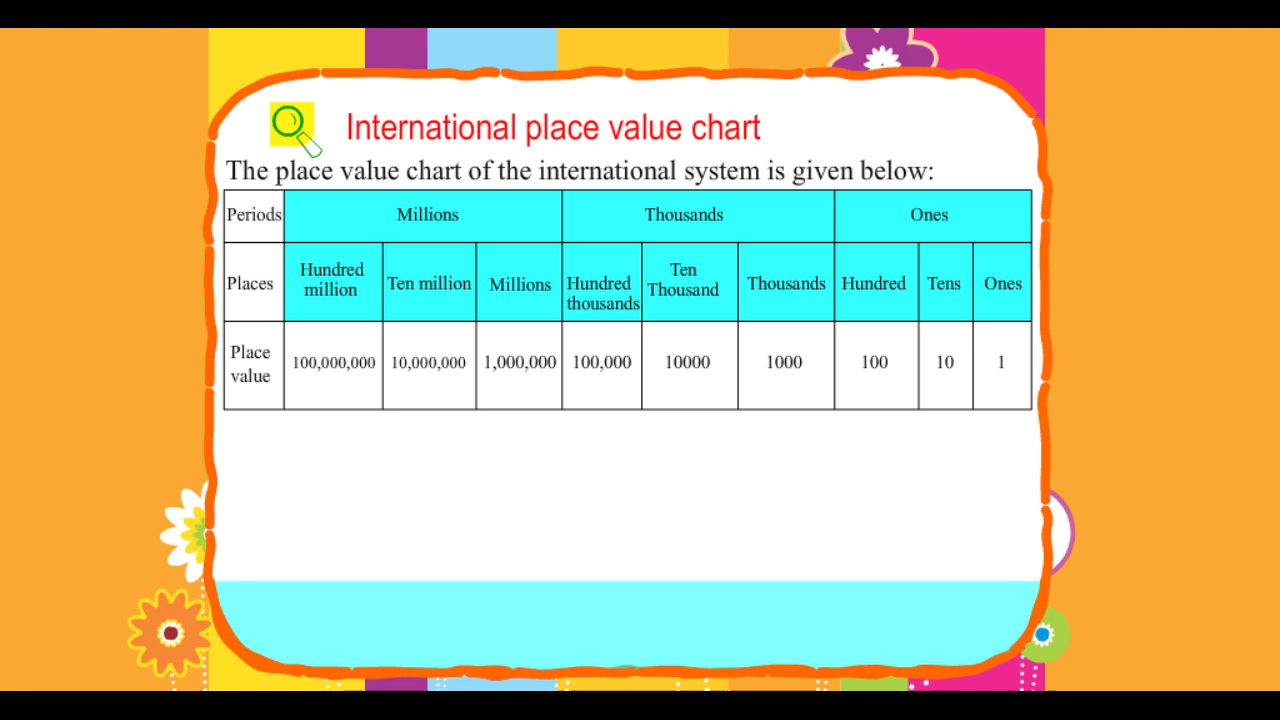 International place value chart
The place value chart of the international system is given below:
Periods Millions Thousands Ones
Places Hundred million Ten million Millions Hundred thousands Ten Thousand Thousands Hundred Tens Ones
Place value 100,000,000 10,000,000 1,000,000 100,000 10000 1000 100 10 1